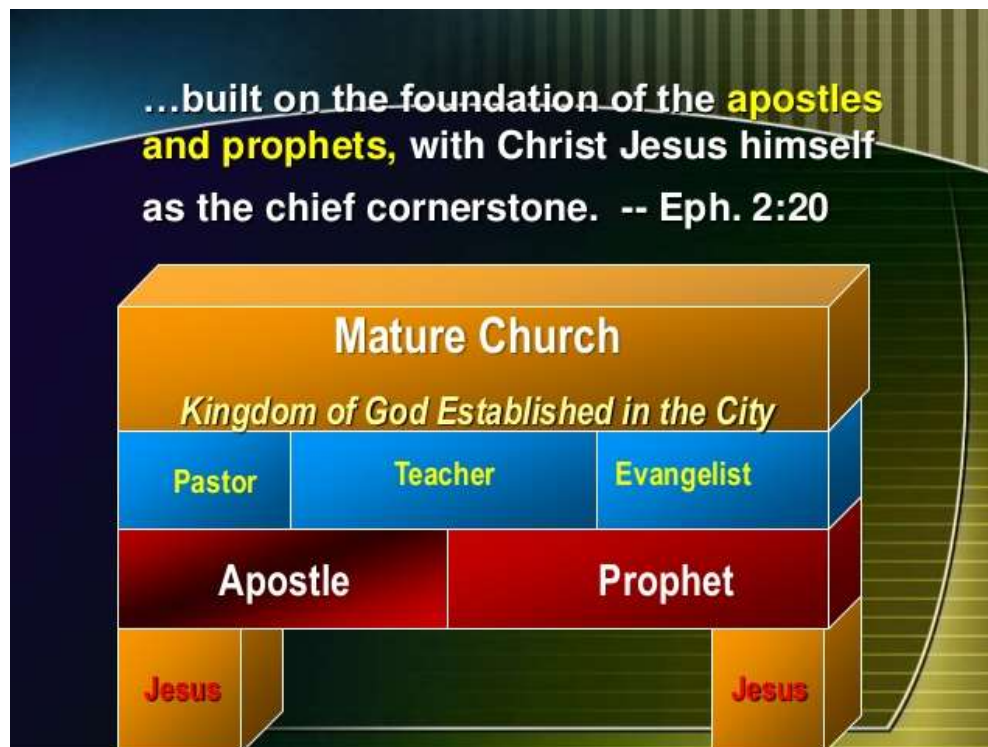 ...built on the foundation of the apostles
and prophets, with Christ Jesus himself
as the chief cornerstone. -- Eph. 2:20
Mature Church
Kingdom of God Established in the City
Pastor Teacher Evangelist
Apostle Prophet
Jesus Jesus